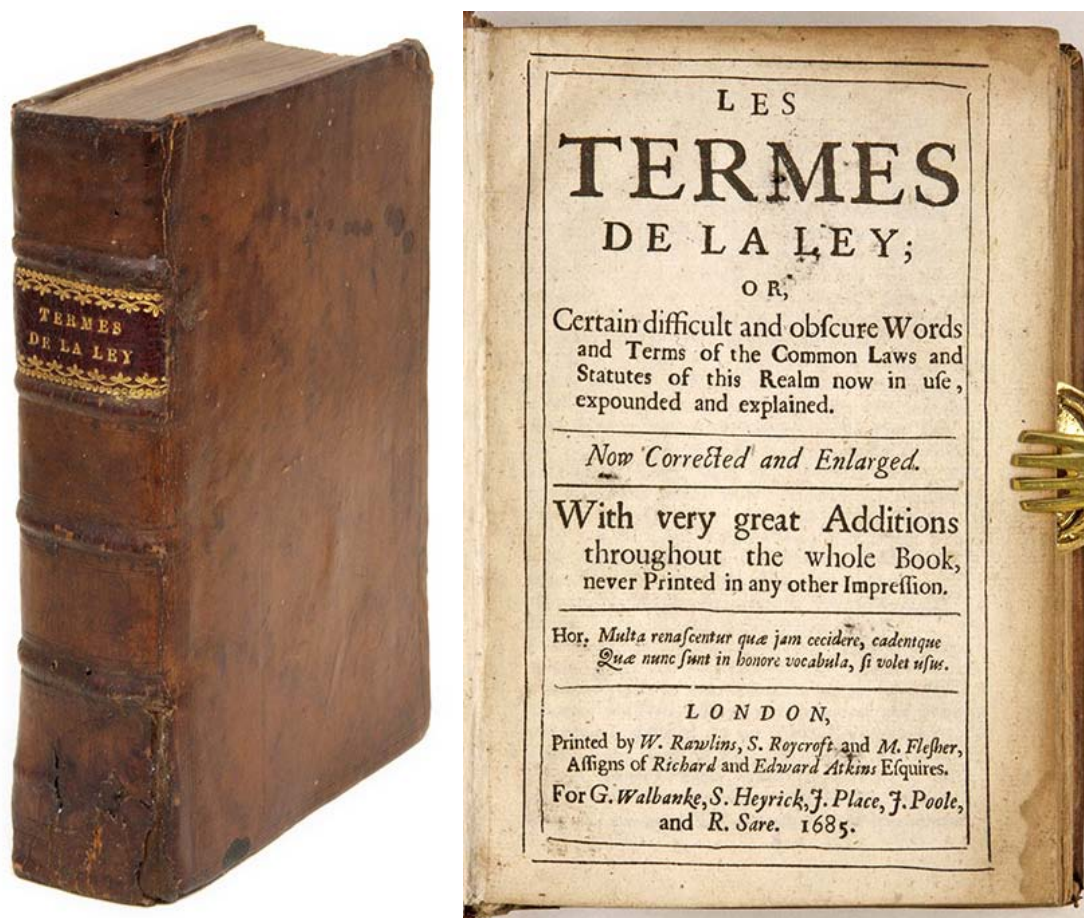 TERMES
DE LA LEY
LES
TERMES
DE LA LEY;
OR,
Certain difficult and obſcure Words
and Terms of the Common Laws and
Statutes of this Realm now in uſe,
expounded and explained.
Now Corrected and Enlarged.
With very great Additions
throughout the whole Book,
never Printed in any other Impreſſion.
Hor. Multa renaſcentur quæ jam cecidere, cadentque
Quæ nunc ſunt in honore vocabula, ſi volet uſus.
LONDON,
Printed by W. Rawlins, S. Roycroft and M. Fleſher,
Aſſigns of Richard and Edward Atkins Eſquires.
For G. Walbanke, S. Heyrick, J. Place, J. Poole,
and R. Sare. 1685.